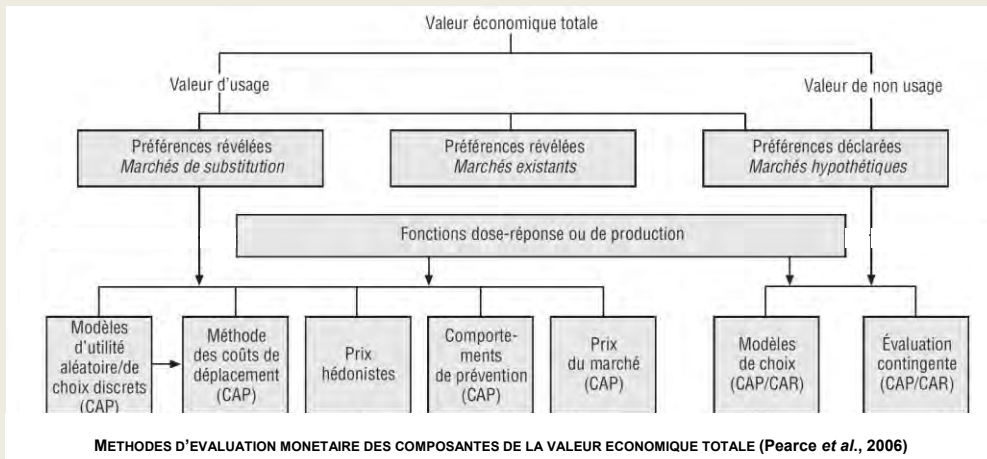 Valeur économique totale
Valeur d'usage
Valeur de non usage
Préférences révélées
Marchés de substitution
Préférences révélées
Marchés existants
Préférences déclarées
Marchés hypothétiques
Fonctions dose-réponse ou de production
Modèles
d'utilité
aléatoire/de
choix discrets
(CAP)
Méthode
des coûts de
déplacement
(CAP)
Prix
hédonistes
Comporte-
ments
de prévention
(CAP)
Prix
du marché
(CAP)
Modèles
de choix
(CAP/CAR)
Évaluation
contingente
(CAP/CAR)
METHODES D'EVALUATION MONETAIRE DES COMPOSANTES DE LA VALEUR ECONOMIQUE TOTALE (Pearce et al., 2006)